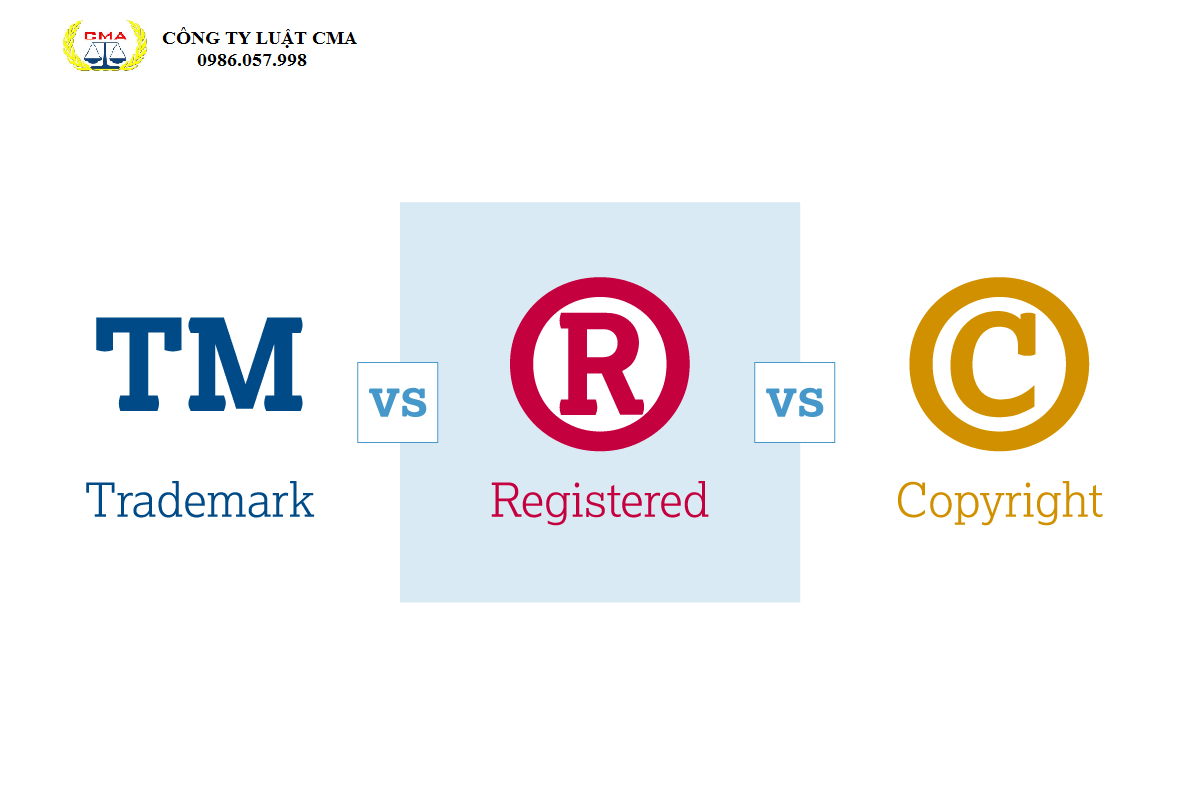 CMA
CÔNG TY LUẬT CMA
0986.057.998
TM
vs
R
vs
C
Trademark
Registered
Copyright